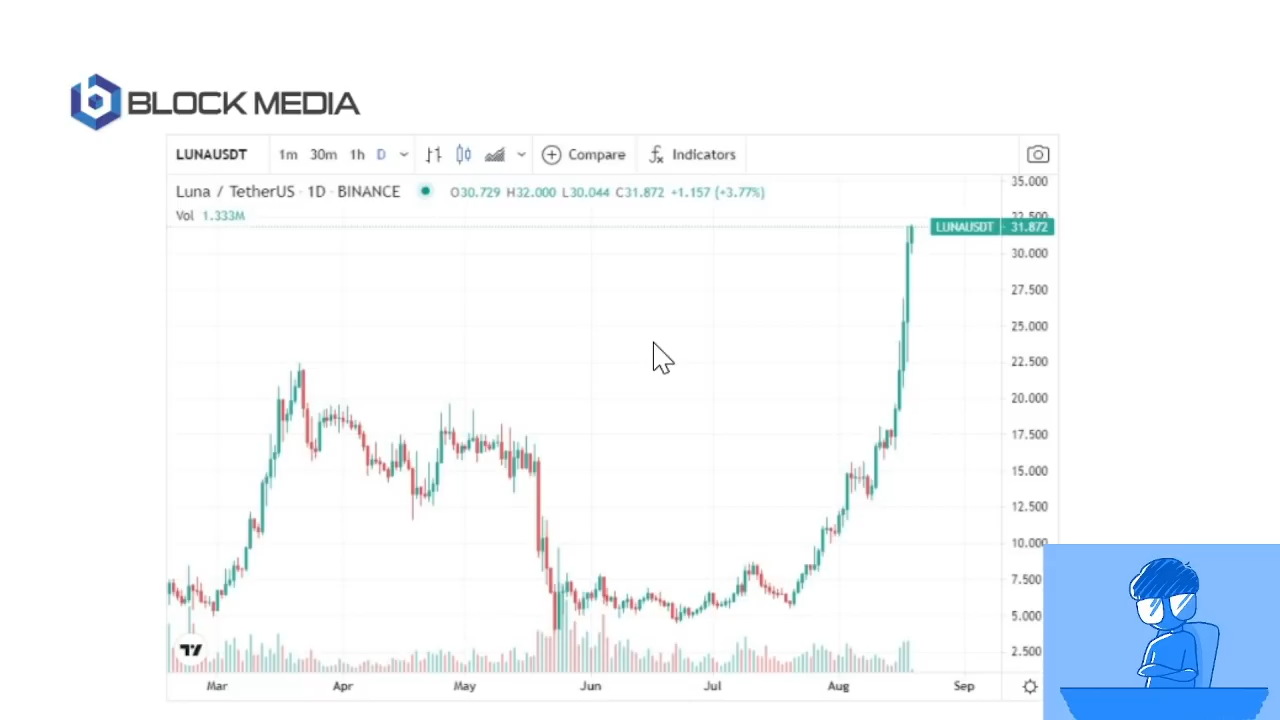 BLOCK MEDIA
LUNAUSDT 1m 30m 1h D Compare Indicators
Luna / TetherUS · 1D · BINANCE O30.729 H32.000 L30.044 C31.872 +1.157 (+3.77%)
Vol 1.333M
35.000
32.500
LUNAUSDT 31.872
30.000
27.500
25.000
22.500
20.000
17.500
15.000
12.500
10.000
7.500
5.000
2.500
Mar Apr May Jun Jul Aug Sep